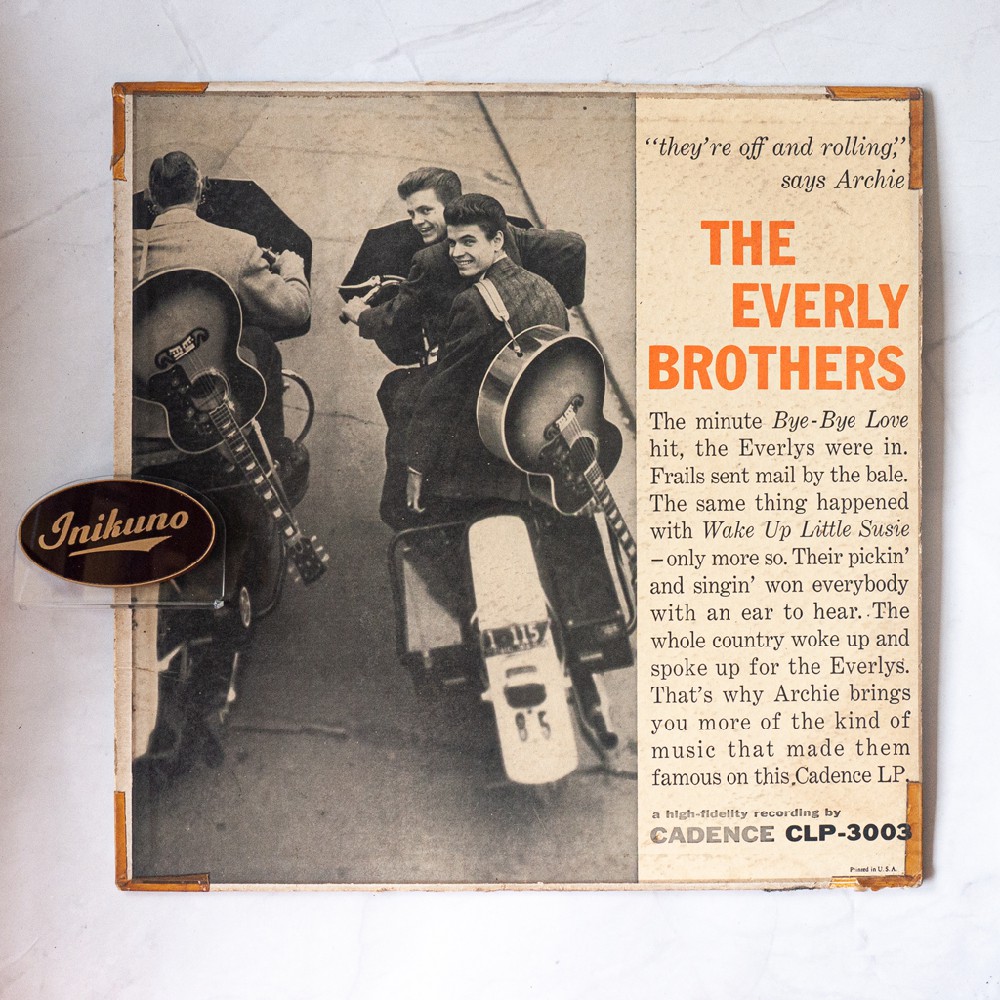 "they're off and rolling,"
says Archie
THE
EVERLY
BROTHERS
The minute Bye-Bye Love
hit, the Everlys were in.
Frails sent mail by the bale.
The same thing happened
with Wake Up Little Susie
– only more so. Their pickin'
and singin' won everybody
with an ear to hear. The
whole country woke up and
spoke up for the Everlys.
That's why Archie brings
you more of the kind of
music that made them
famous on this Cadence LP.
a high-fidelity recording by
CADENCE CLP-3003
Printed in U.S.A.
Inikuno
1 - 115
8 5